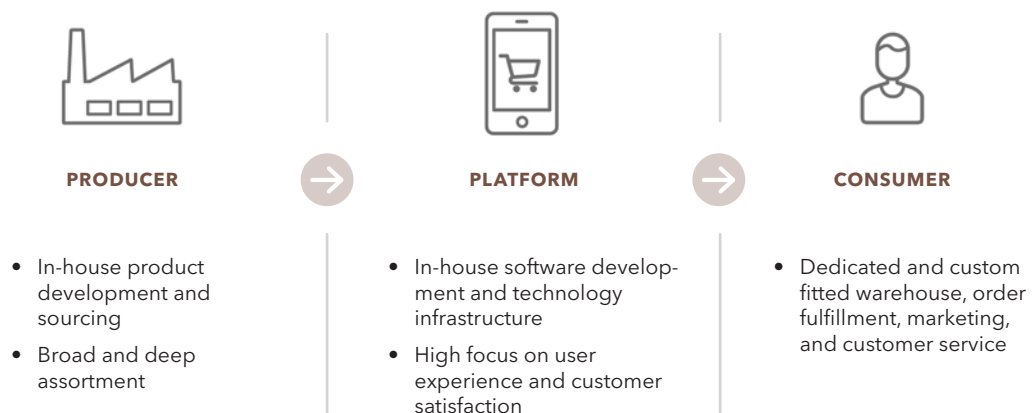 PRODUCER
PLATFORM
CONSUMER
• In-house product
development and
sourcing
• Broad and deep
assortment
• In-house software develop-
ment and technology
infrastructure
• High focus on user
experience and customer
satisfaction
• Dedicated and custom
fitted warehouse, order
fulfillment, marketing,
and customer service